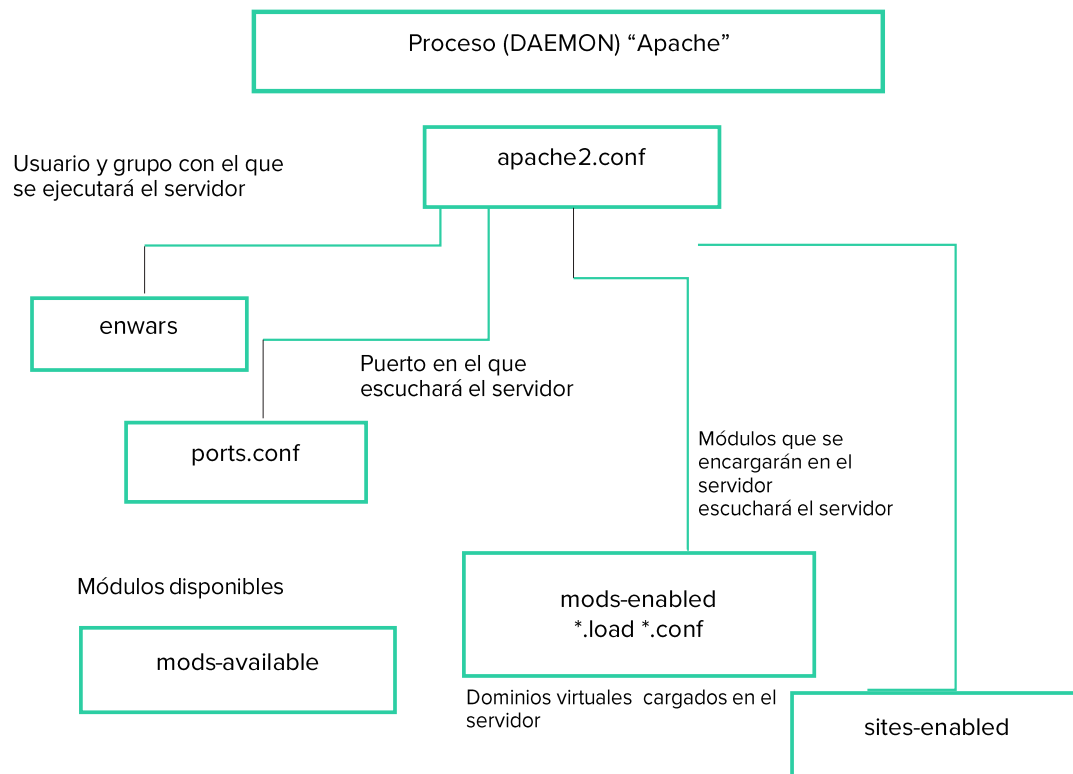 Proceso (DAEMON) “Apache”
apache2.conf
Usuario y grupo con el que
se ejecutará el servidor
enwars
Puerto en el que
escuchará el servidor
ports.conf
Módulos que se
encargarán en el
servidor
escuchará el servidor
Módulos disponibles
mods-available
mods-enabled
*.load *.conf
Dominios virtuales cargados en el
servidor
sites-enabled